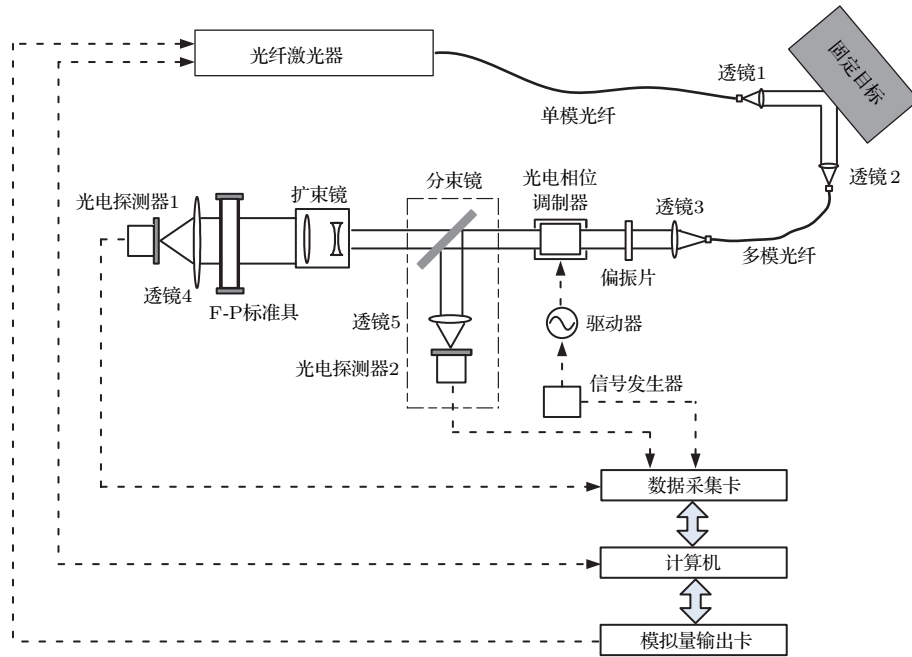 光纤激光器
透镜1
固定目标
单模光纤
透镜 2
光电探测器1
扩束镜
分束镜
光电相位
调制器
透镜3
多模光纤
偏振片
透镜4
F-P标准具
透镜5
驱动器
光电探测器2
信号发生器
数据采集卡
计算机
模拟量输出卡